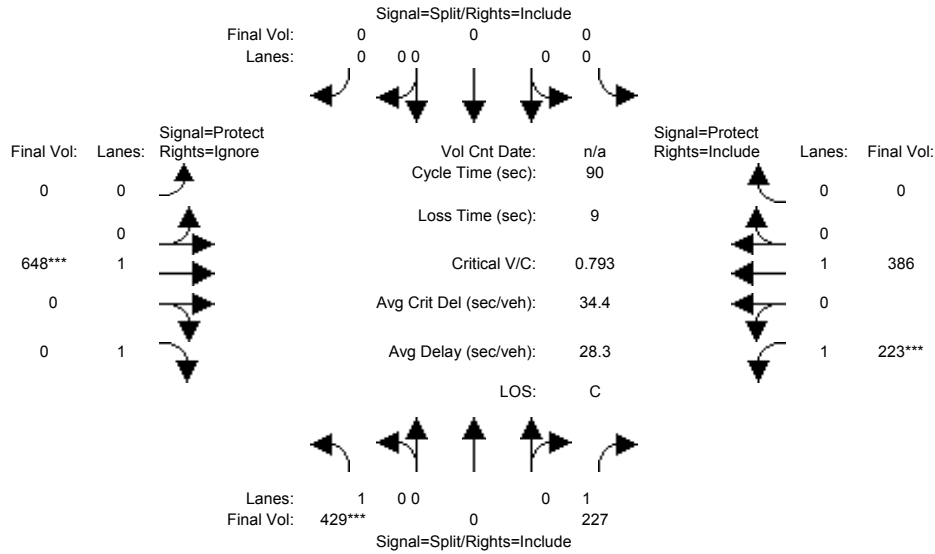 Signal=Split/Rights=Include
Final Vol: 0 0 0
Lanes: 0 0 0 0 0
Signal=Protect Signal=Protect
Final Vol: Lanes: Rights=Ignore Vol Cnt Date: n/a Rights=Include Lanes: Final Vol:
Cycle Time (sec): 90
0 0 0 0
Loss Time (sec): 9
0 0
648*** 1 Critical V/C: 0.793 1 386
0 Avg Crit Del (sec/veh): 34.4 0
0 1 Avg Delay (sec/veh): 28.3 1 223***
LOS: C
Lanes: 1 0 0 0 1
Final Vol: 429*** 0 227
Signal=Split/Rights=Include